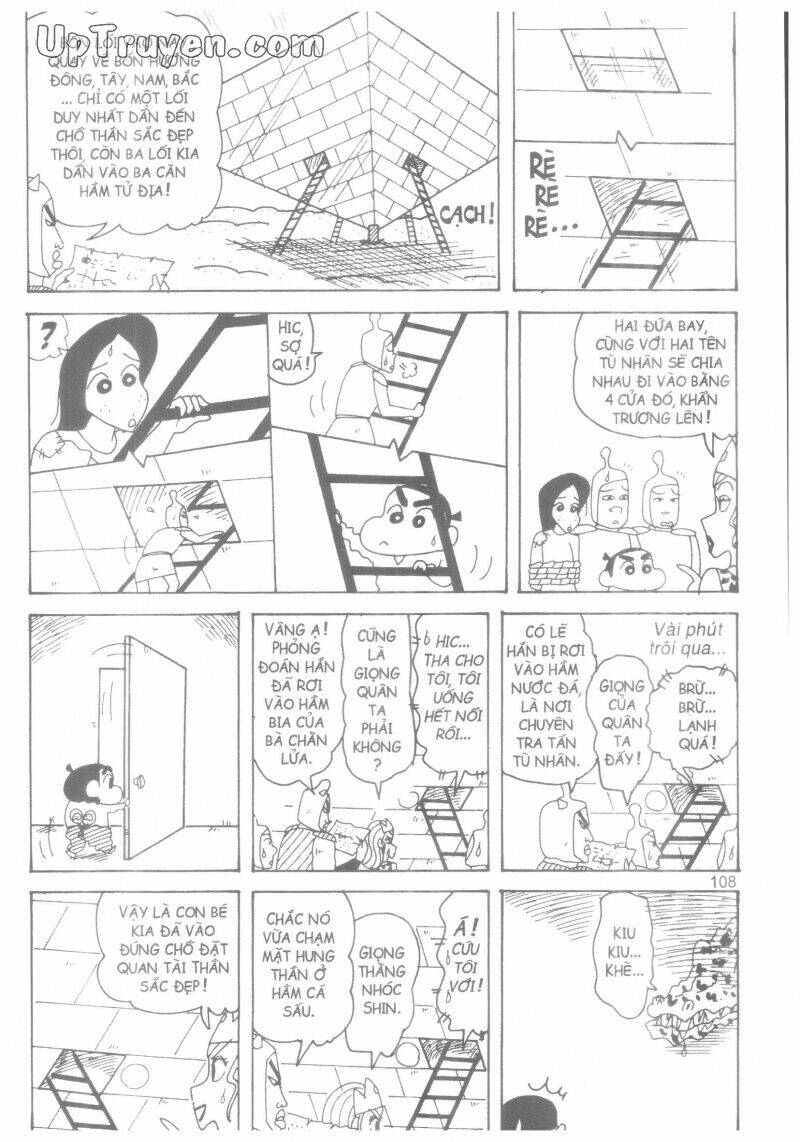 UpTruyen.com
RÈ
RÈ
RÈ...
CẠCH!
LỐI
QUAY VỀ BỐN HƯỚNG
ĐÔNG, TÂY, NAM, BẮC
... CHỈ CÓ MỘT LỐI
DUY NHẤT DẪN ĐẾN
CHỖ THẦN SẮC ĐẸP
THÔI, CÒN BA LỐI KIA
DẪN VÀO BA CĂN
HẦM TỬ ĐỊA!
HAI ĐỨA BAY,
CÙNG VỚI HAI TÊN
TÙ NHÂN SẼ CHIA
NHAU ĐI VÀO BẰNG
4 CỬA ĐÓ, KHẨN
TRƯƠNG LÊN!
HIC,
SỢ
QUÁ!
?
Vài phút
trôi qua...
BRỪ...
BRỪ...
LẠNH
QUÁ!
GIỌNG
CỦA
QUÂN
TA
ĐẤY!
CÓ LẼ
HẮN BỊ RƠI
VÀO HẦM
NƯỚC ĐÁ,
LÀ NƠI
CHUYÊN
TRA TẤN
TÙ NHÂN.
HIC...
THA CHO
TÔI, TÔI
UỐNG
HẾT NỔI
RỒI...
CŨNG
LÀ
GIỌNG
QUÂN
TA
PHẢI
KHÔNG
?
VÂNG Ạ!
PHỎNG
ĐOÁN HẮN
ĐÃ RƠI
VÀO HẦM
BIA CỦA
BÀ CHẰN
LỬA.
108
KIU
KIU...
KHÈ...
Á!
CỨU
TÔI
VỚI!
GIỌNG
THẰNG
NHÓC
SHIN.
CHẮC NÓ
VỪA CHẠM
MẶT HUNG
THẦN Ở
HẦM CÁ
SẤU.
VẬY LÀ CON BÉ
KIA ĐÃ VÀO
ĐÚNG CHỖ ĐẶT
QUAN TÀI THẦN
SẮC ĐẸP!